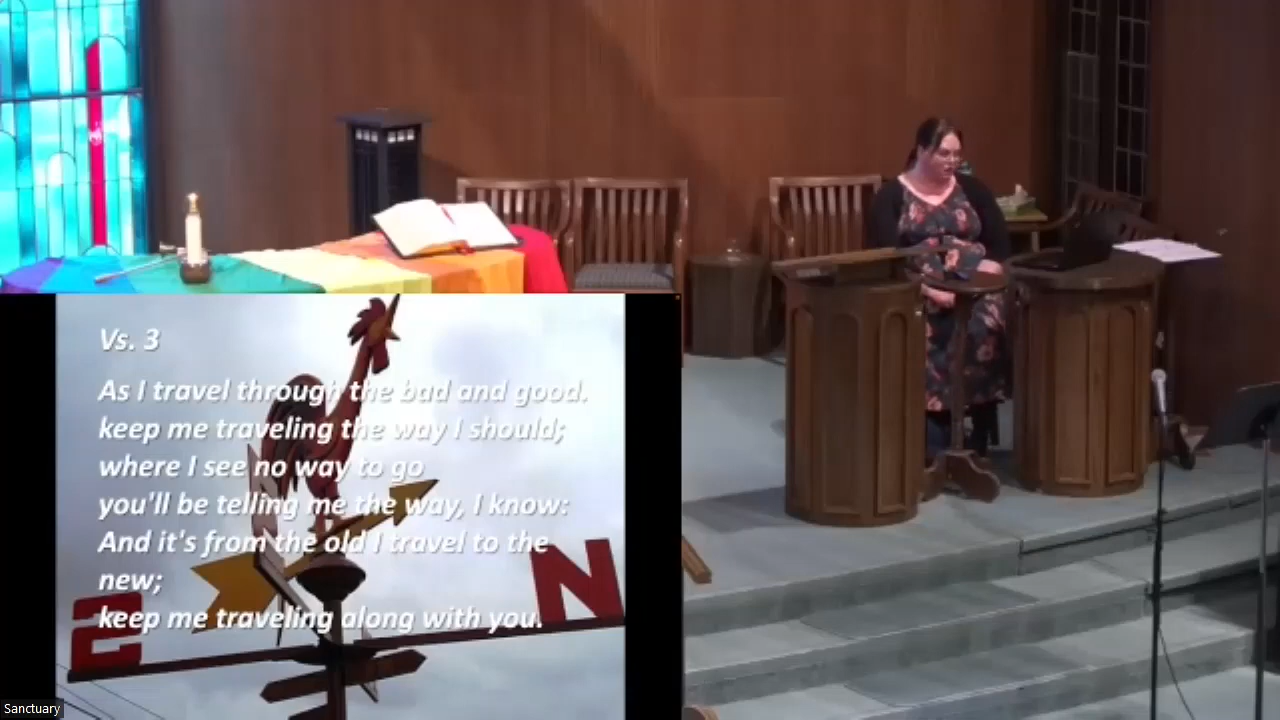 Vs. 3
As I travel through the bad and good.
keep me traveling the way I should;
where I see no way to go
you'll be telling me the way, I know:
And it's from the old I travel to the
new;
keep me traveling along with you.
N
S
Sanctuary